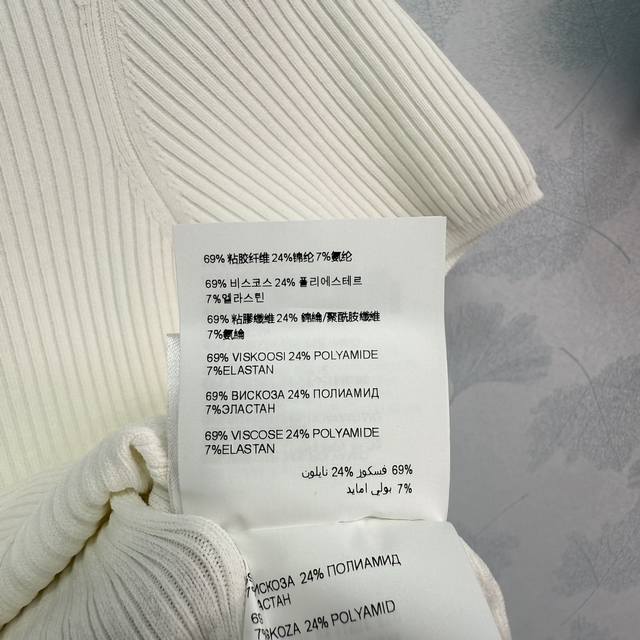 69% 粘胶纤维 24%锦纶 7%氨纶
69% 비스코스 24% 폴리에스테르
7%엘라스틴
69% 粘膠纖維 24% 錦綸/聚酰胺纖維
7%氨綸
69% VISKOOSI 24% POLYAMIDE
7%ELASTAN
69% ВИСКОЗА 24% ПОЛИАМИД
7%ЭЛАСТАН
69% VISCOSE 24% POLYAMIDE
7%ELASTAN
69% فسكوز 24% نايلون
7% بولي امايد
ВИСКОЗА 24% ПОЛИАМИД
24% POLYAMID